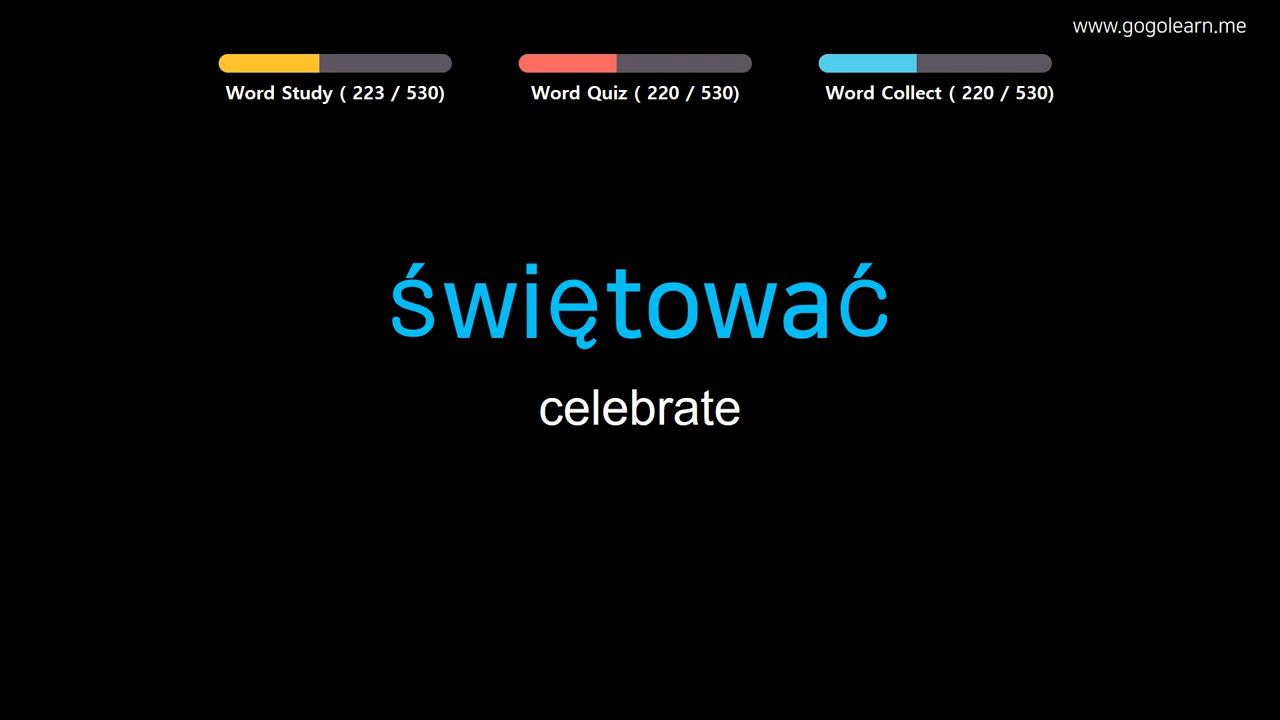 www.gogolearn.me
Word Study ( 223 / 530)
Word Quiz ( 220 / 530)
Word Collect ( 220 / 530)
świętować
celebrate